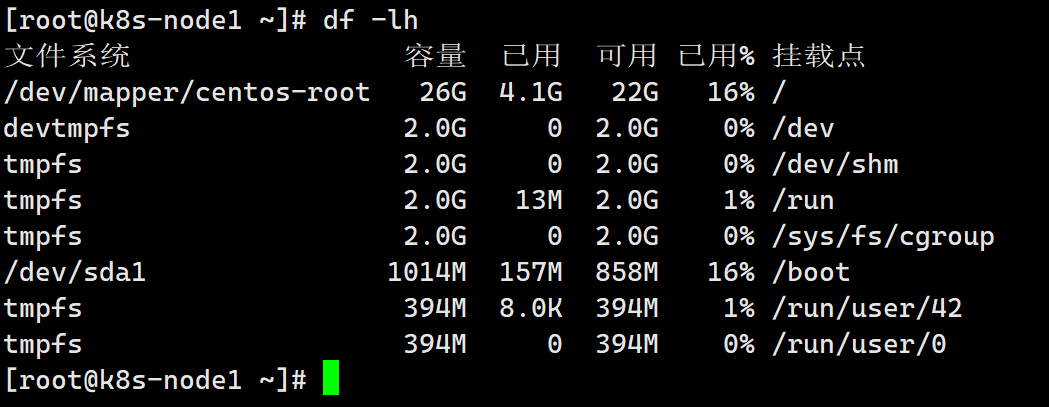 [root@k8s-node1 ~]# df -lh
文件系统 容量 已用 可用 已用% 挂载点
/dev/mapper/centos-root 26G 4.1G 22G 16% /
devtmpfs 2.0G 0 2.0G 0% /dev
tmpfs 2.0G 0 2.0G 0% /dev/shm
tmpfs 2.0G 13M 2.0G 1% /run
tmpfs 2.0G 0 2.0G 0% /sys/fs/cgroup
/dev/sda1 1014M 157M 858M 16% /boot
tmpfs 394M 8.0K 394M 1% /run/user/42
tmpfs 394M 0 394M 0% /run/user/0
[root@k8s-node1 ~]#